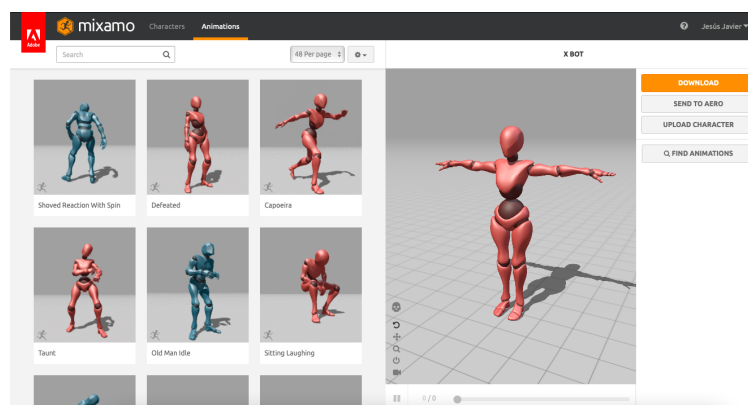 Adobe
mixamo
Characters
Animations
Jesús Javier
Search
48 Per page
X BOT
DOWNLOAD
SEND TO AERO
UPLOAD CHARACTER
FIND ANIMATIONS
Shoved Reaction With Spin
Defeated
Capoeira
Taunt
Old Man Idle
Sitting Laughing
0 / 0